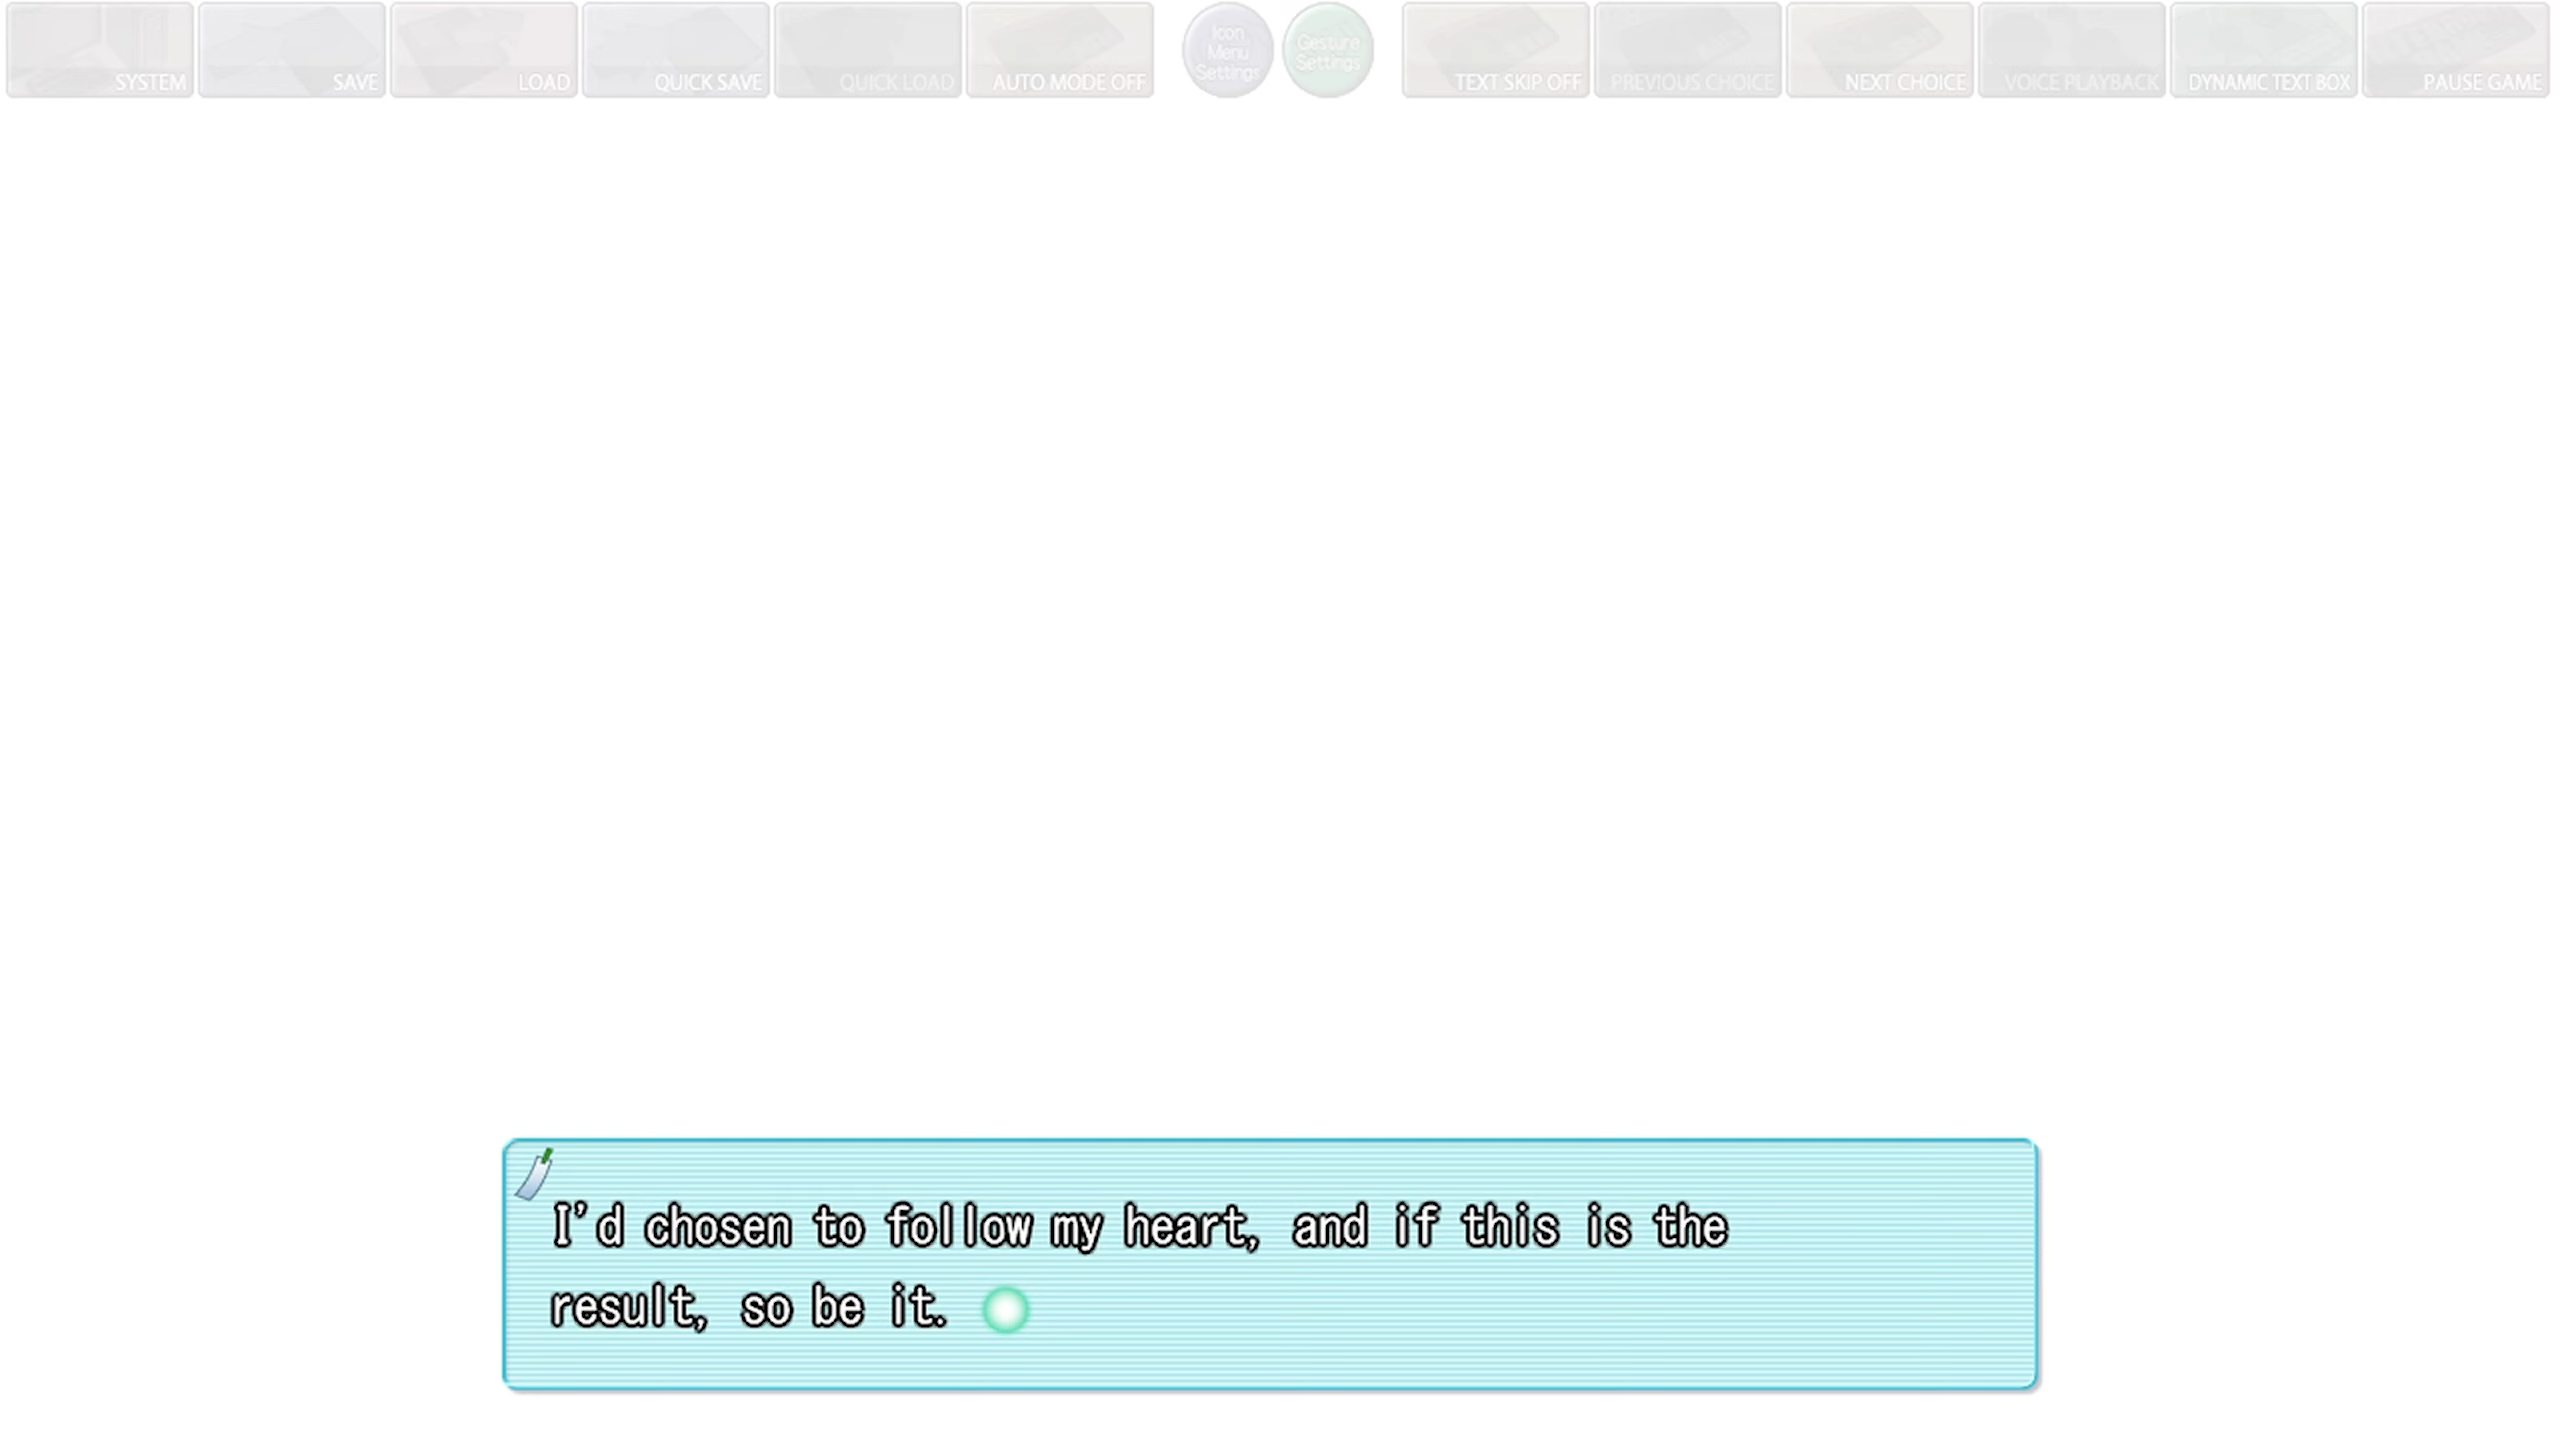 SYSTEM
SAVE
LOAD
QUICK SAVE
QUICK LOAD
AUTO MODE OFF
Icon
Menu
Settings
Gesture
Settings
TEXT SKIP OFF
PREVIOUS CHOICE
NEXT CHOICE
VOICE PLAYBACK
DYNAMIC TEXT BOX
PAUSE GAME
I'd chosen to follow my heart, and if this is the
result, so be it.